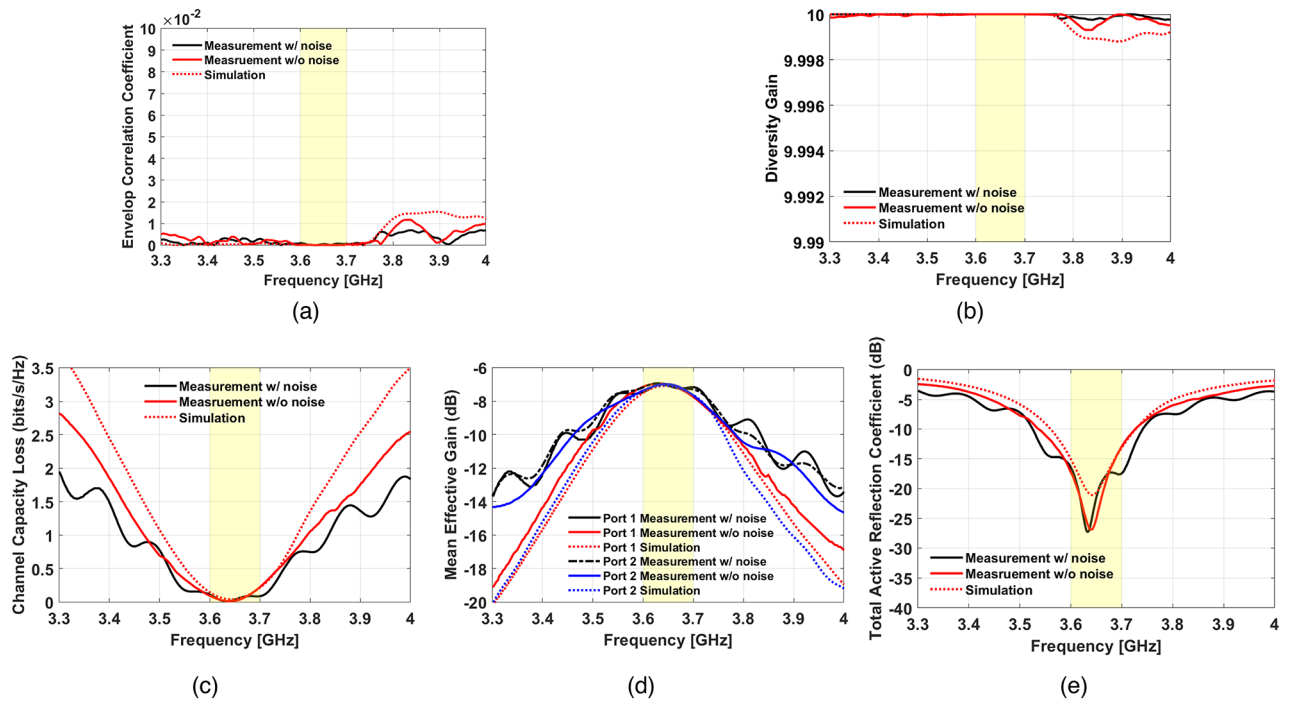 ×10-2
10
9
8
7
6
5
4
3
2
1
0
Envelop Correlation Coefficient
Measurement w/ noise
Measruement w/o noise
Simulation
3.3 3.4 3.5 3.6 3.7 3.8 3.9 4
Frequency [GHz]
(a)
10
9.998
9.996
9.994
9.992
9.99
Diversity Gain
Measurement w/ noise
Measruement w/o noise
Simulation
3.3 3.4 3.5 3.6 3.7 3.8 3.9 4
Frequency [GHz]
(b)
3.5
3
2.5
2
1.5
1
0.5
0
Channel Capacity Loss (bits/s/Hz)
Measurement w/ noise
Measruement w/o noise
Simulation
3.3 3.4 3.5 3.6 3.7 3.8 3.9 4
Frequency [GHz]
(c)
-6
-8
-10
-12
-14
-16
-18
-20
Mean Effective Gain (dB)
Port 1 Measurement w/ noise
Port 1 Measurement w/o noise
Port 1 Simulation
Port 2 Measurement w/ noise
Port 2 Measurement w/o noise
Port 2 Simulation
3.3 3.4 3.5 3.6 3.7 3.8 3.9 4
Frequency [GHz]
(d)
0
-5
-10
-15
-20
-25
-30
-35
-40
Total Active Reflection Coefficient (dB)
Measurement w/ noise
Measruement w/o noise
Simulation
3.3 3.4 3.5 3.6 3.7 3.8 3.9 4
Frequency [GHz]
(e)